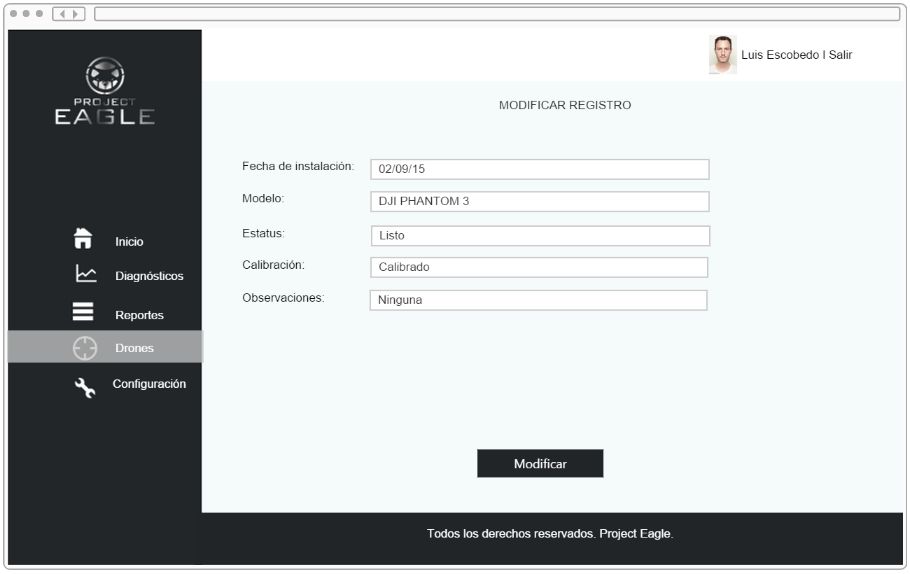 Luis Escobedo I Salir
PROJECT
EAGLE
MODIFICAR REGISTRO
Fecha de instalación: 02/09/15
Modelo: DJI PHANTOM 3
Estatus: Listo
Calibración: Calibrado
Observaciones: Ninguna
Inicio
Diagnósticos
Reportes
Drones
Configuración
Modificar
Todos los derechos reservados. Project Eagle.